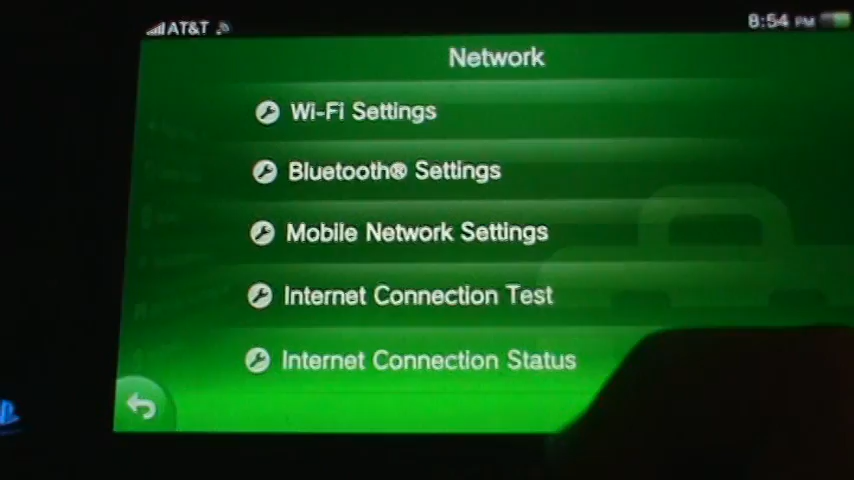 AT&T
8:54 PM
Network
Wi-Fi Settings
Bluetooth® Settings
Mobile Network Settings
Internet Connection Test
Internet Connection Status